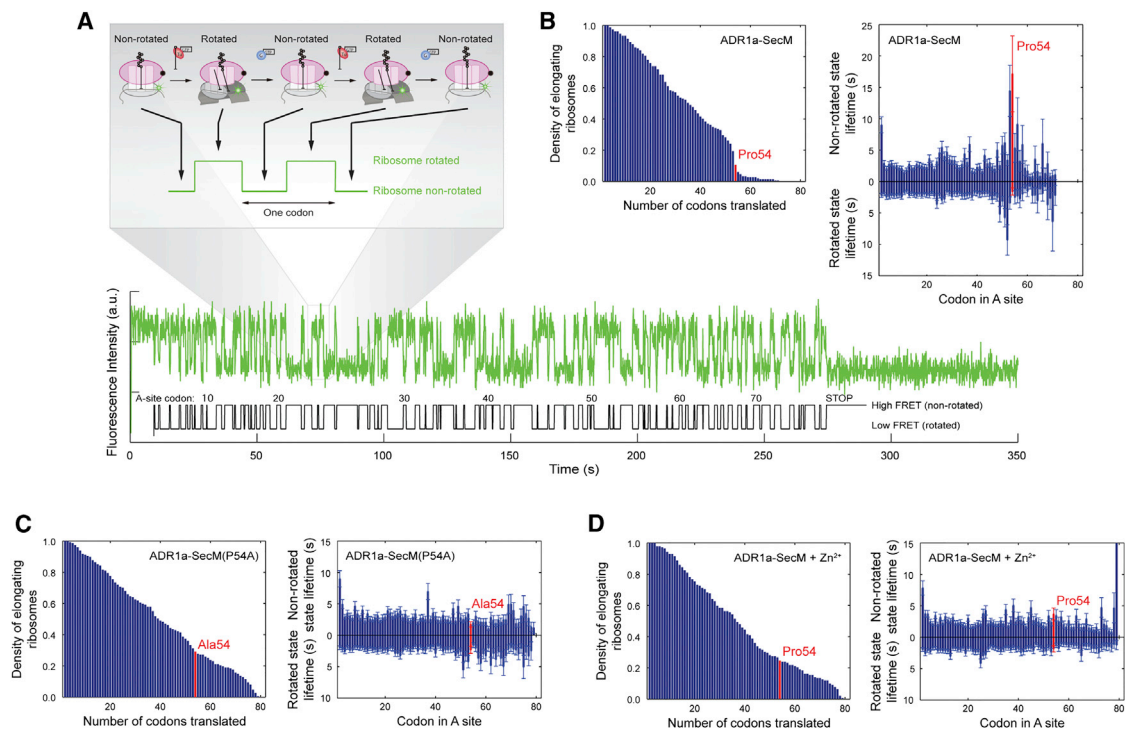 A
Non-rotated
Rotated
Non-rotated
Rotated
Non-rotated
Ribosome rotated
Ribosome non-rotated
One codon
Fluorescence Intensity (a.u.)
A-site codon: 10 20 30 40 50 60 70 STOP
High FRET (non-rotated)
Low FRET (rotated)
0 50 100 150 200 250 300 350
Time (s)
B
Density of elongating
ribosomes
1.0
0.8
0.6
0.4
0.2
0.0
ADR1a-SecM
Pro54
20 40 60 80
Number of codons translated
Non-rotated state
lifetime (s)
Rotated state
lifetime (s)
25
20
15
10
5
0
5
10
15
25
ADR1a-SecM
Pro54
0 20 40 60 80
Codon in A site
C
Density of elongating
ribosomes
1.0
0.8
0.6
0.4
0.2
0.0
ADR1a-SecM(P54A)
Ala54
20 40 60 80
Number of codons translated
Non-rotated
state lifetime (s)
Rotated state
lifetime (s)
15
10
5
0
5
10
ADR1a-SecM(P54A)
Ala54
20 40 60 80
Codon in A site
D
Density of elongating
ribosomes
1.0
0.8
0.6
0.4
0.2
0.0
ADR1a-SecM + Zn²⁺
Pro54
20 40 60 80
Number of codons translated
Non-rotated
state lifetime (s)
Rotated state
lifetime (s)
15
10
5
0
5
10
ADR1a-SecM + Zn²⁺
Pro54
20 40 60 80
Codon in A site